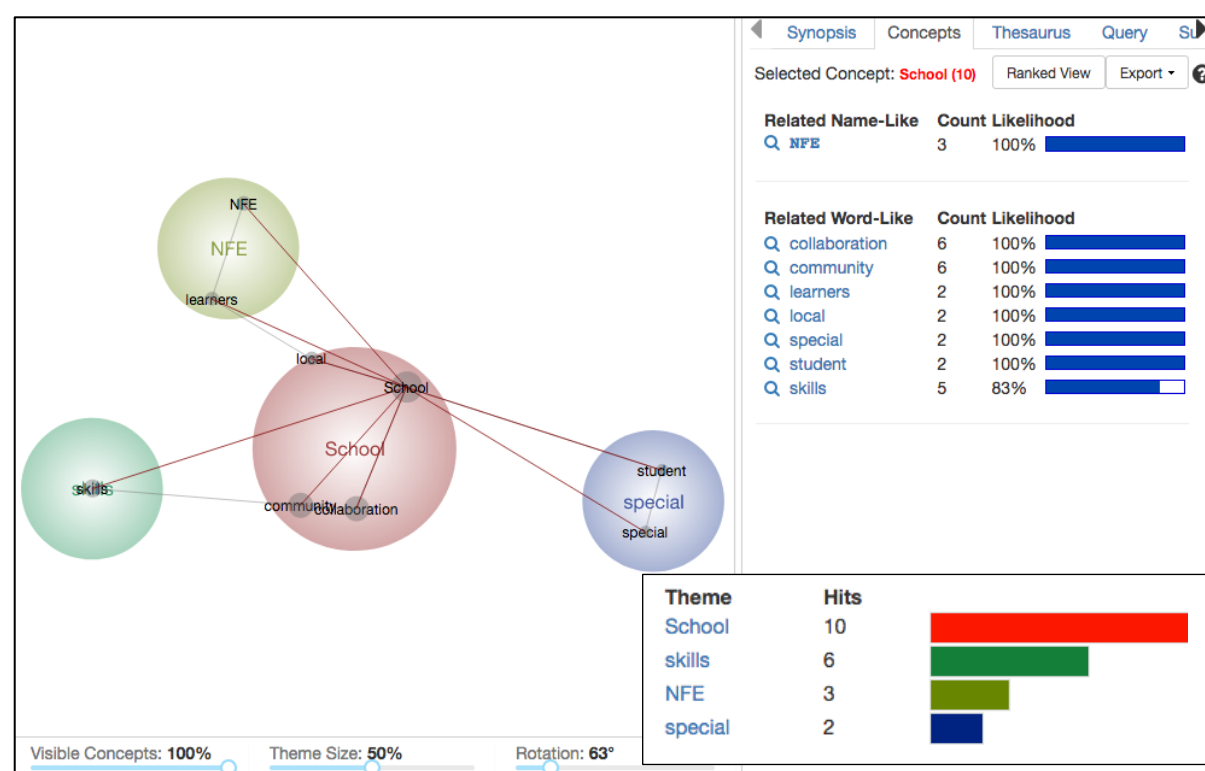 Synopsis Concepts Thesaurus Query Su
Selected Concept: School (10) Ranked View Export
Related Name-Like Count Likelihood
NFE 3 100%
Related Word-Like Count Likelihood
collaboration 6 100%
community 6 100%
learners 2 100%
local 2 100%
special 2 100%
student 2 100%
skills 5 83%
NFE
NFE
learners
local
School
School
skills
skills
community
collaboration
student
special
special
Theme Hits
School 10
skills 6
NFE 3
special 2
Visible Concepts: 100% Theme Size: 50% Rotation: 63°